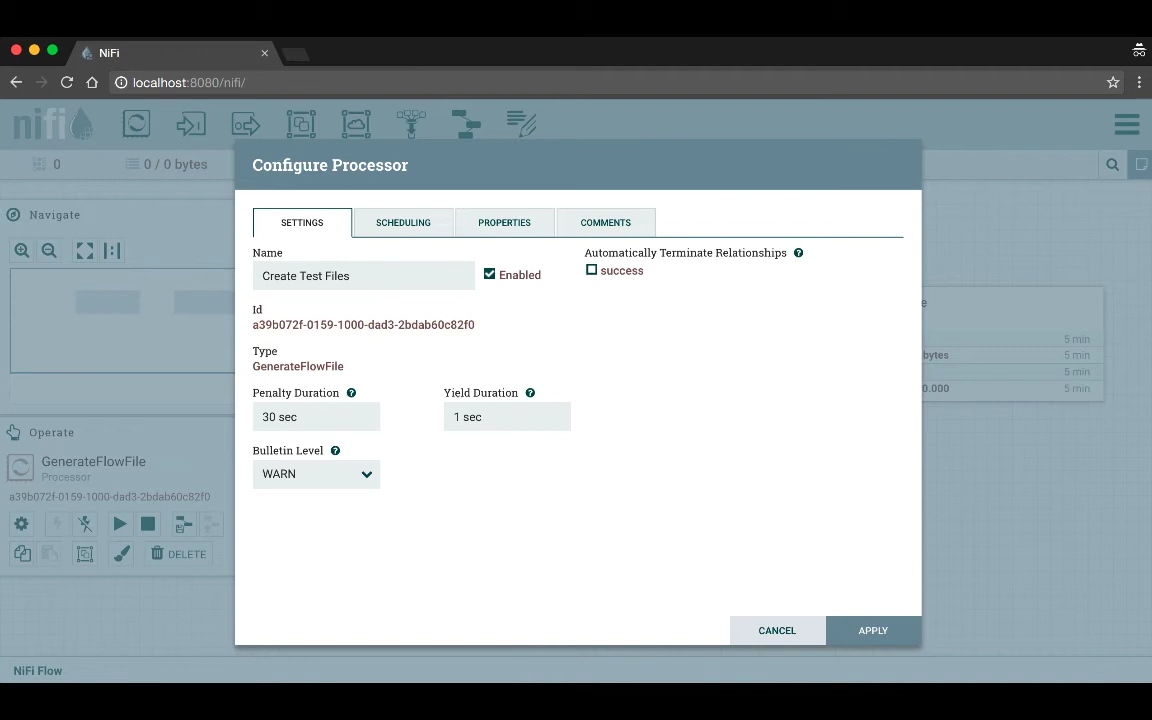 NiFi
localhost:8080/nifi/
nifi
0
0 / 0 bytes
Configure Processor
Navigate
SETTINGS
SCHEDULING
PROPERTIES
COMMENTS
Name
Automatically Terminate Relationships
Create Test Files
Enabled
success
Id
a39b072f-0159-1000-dad3-2bdab60c82f0
Type
GenerateFlowFile
Penalty Duration
Yield Duration
30 sec
1 sec
Bulletin Level
WARN
5 min
bytes
5 min
5 min
0.000
5 min
Operate
GenerateFlowFile
Processor
a39b072f-0159-1000-dad3-2bdab60c82f0
DELETE
CANCEL
APPLY
NiFi Flow